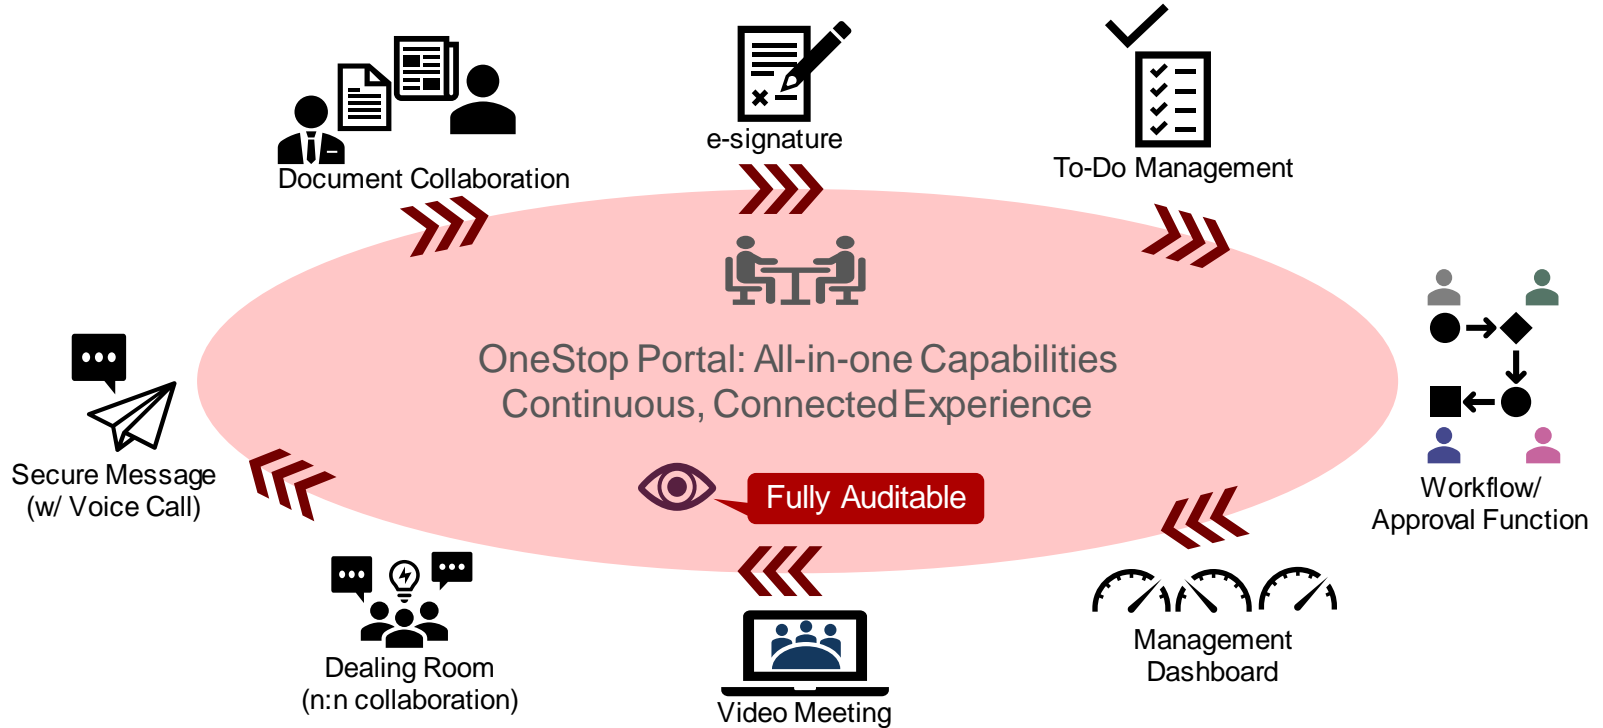 e-signature
To-Do Management
Document Collaboration
OneStop Portal: All-in-one Capabilities
Continuous, Connected Experience
Secure Message
(w/ Voice Call)
Fully Auditable
Workflow/
Approval Function
Dealing Room
(n:n collaboration)
Video Meeting
Management
Dashboard